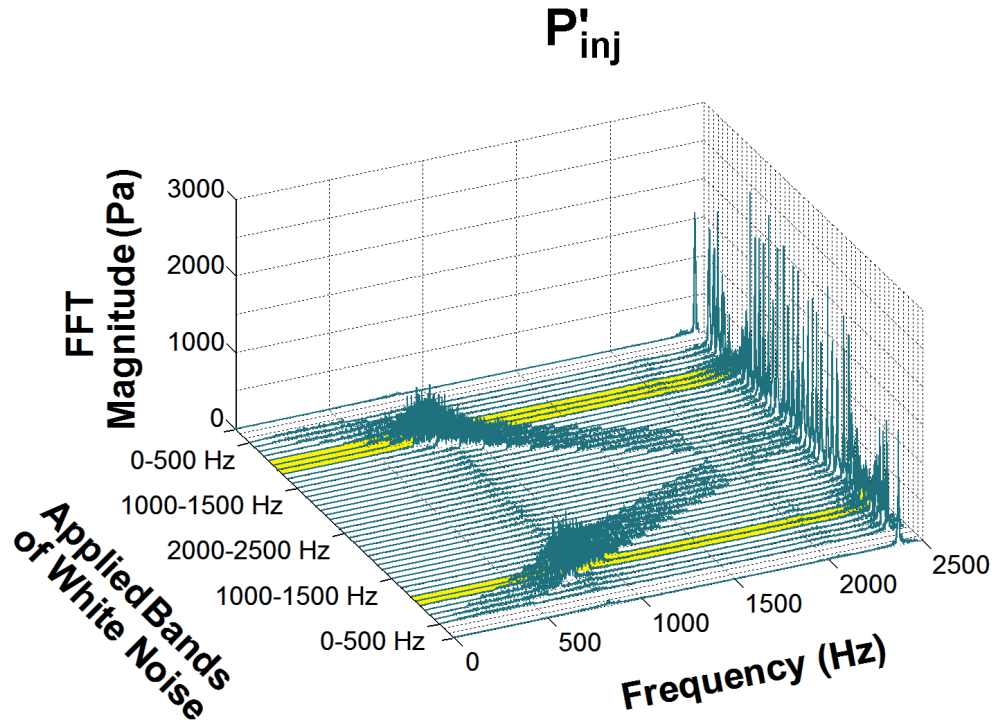 P'inj
FFT
Magnitude (Pa)
3000
2000
1000
0
0-500 Hz
1000-1500 Hz
2000-2500 Hz
1000-1500 Hz
0-500 Hz
Applied Bands
of White Noise
0
500
1000
1500
2000
2500
Frequency (Hz)